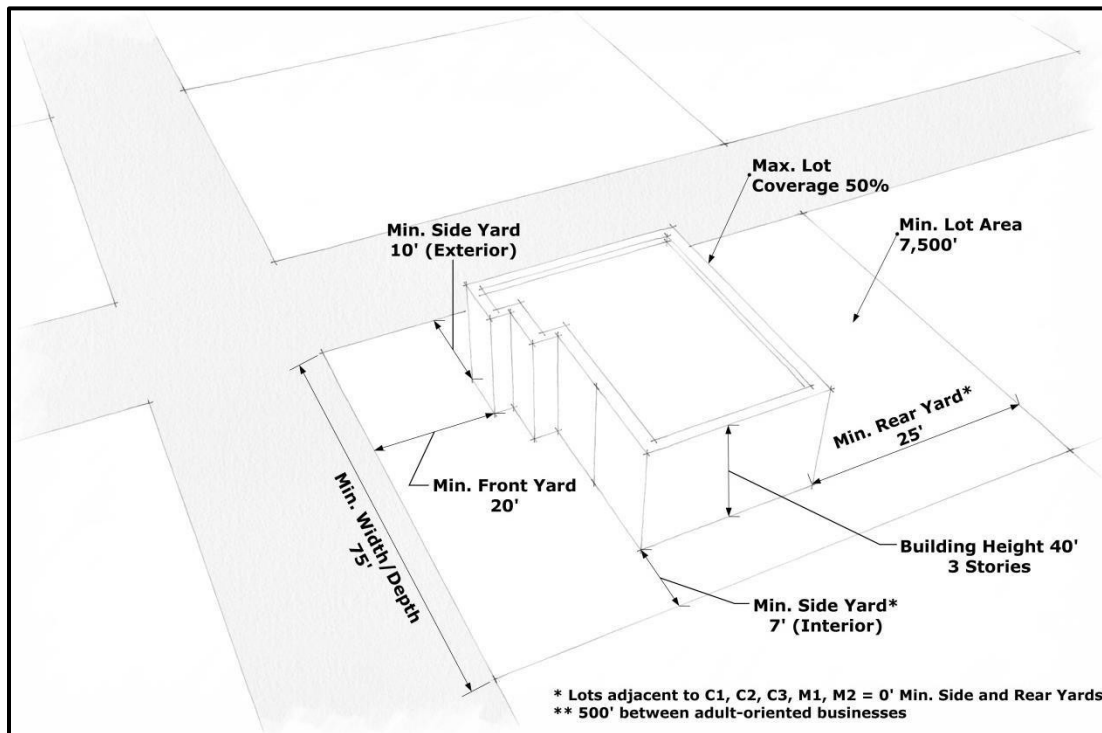 Max. Lot
Coverage 50%
Min. Side Yard
10' (Exterior)
Min. Lot Area
7,500'
Min. Rear Yard*
25'
Min. Front Yard
20'
Min. Width/Depth
75'
Building Height 40'
3 Stories
Min. Side Yard*
7' (Interior)
* Lots adjacent to C1, C2, C3, M1, M2 = 0' Min. Side and Rear Yards
** 500' between adult-oriented businesses